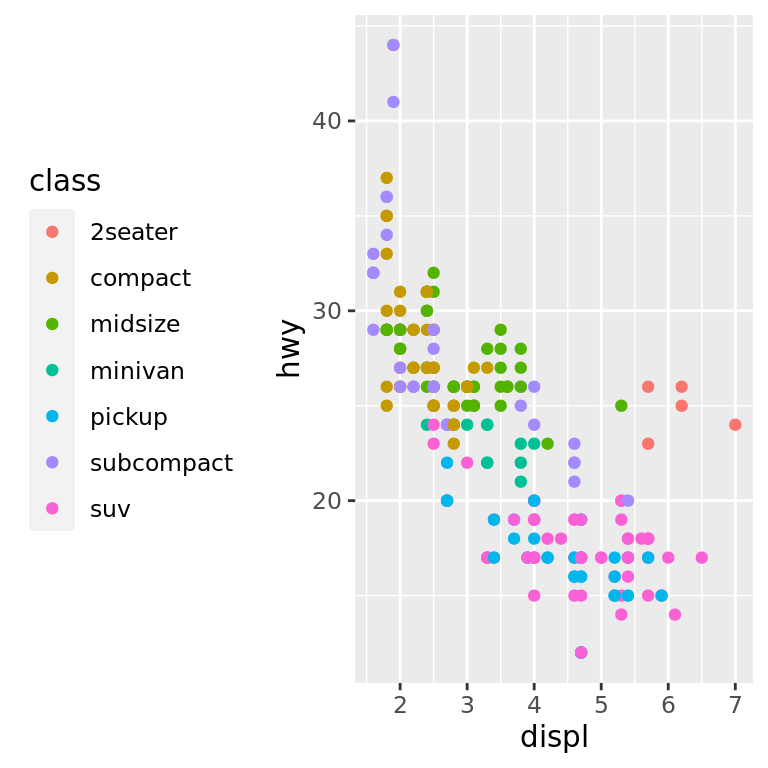 class
2seater
compact
midsize
minivan
pickup
subcompact
suv
hwy
40
30
20
2 3 4 5 6 7
displ